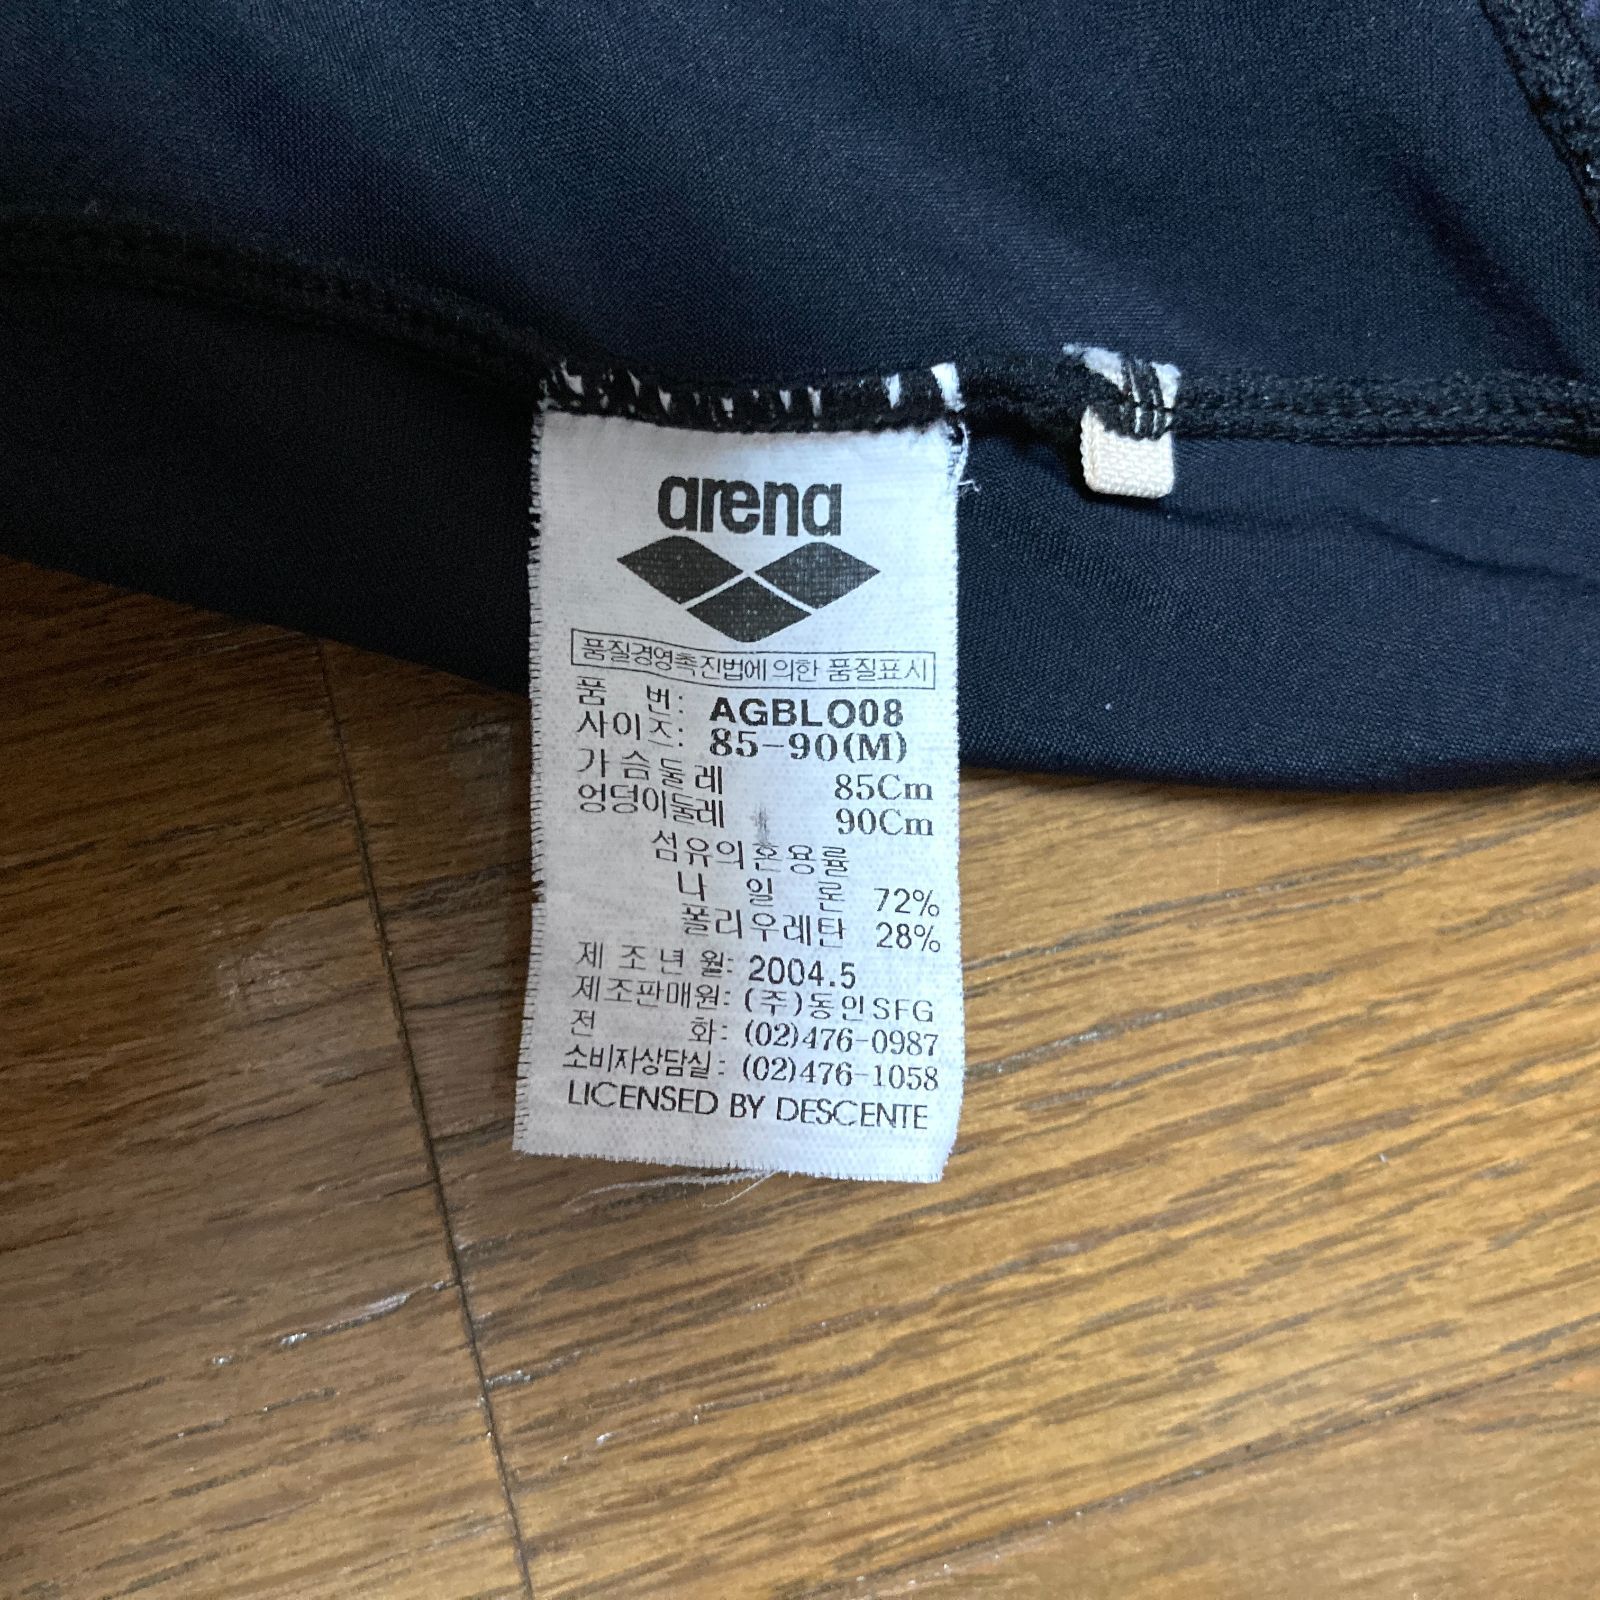 arena
품질경영촉진법에 의한 품질표시
품 번: AGBLO08
사이즈: 85-90(M)
가슴둘레 85Cm
엉덩이둘레 90Cm
섬유의혼용률
나 일 론 72%
폴리우레탄 28%
제조년월: 2004.5
제조판매원: (주)동인SFG
전 화: (02)476-0987
소비자상담실: (02)476-1058
LICENSED BY DESCENTE